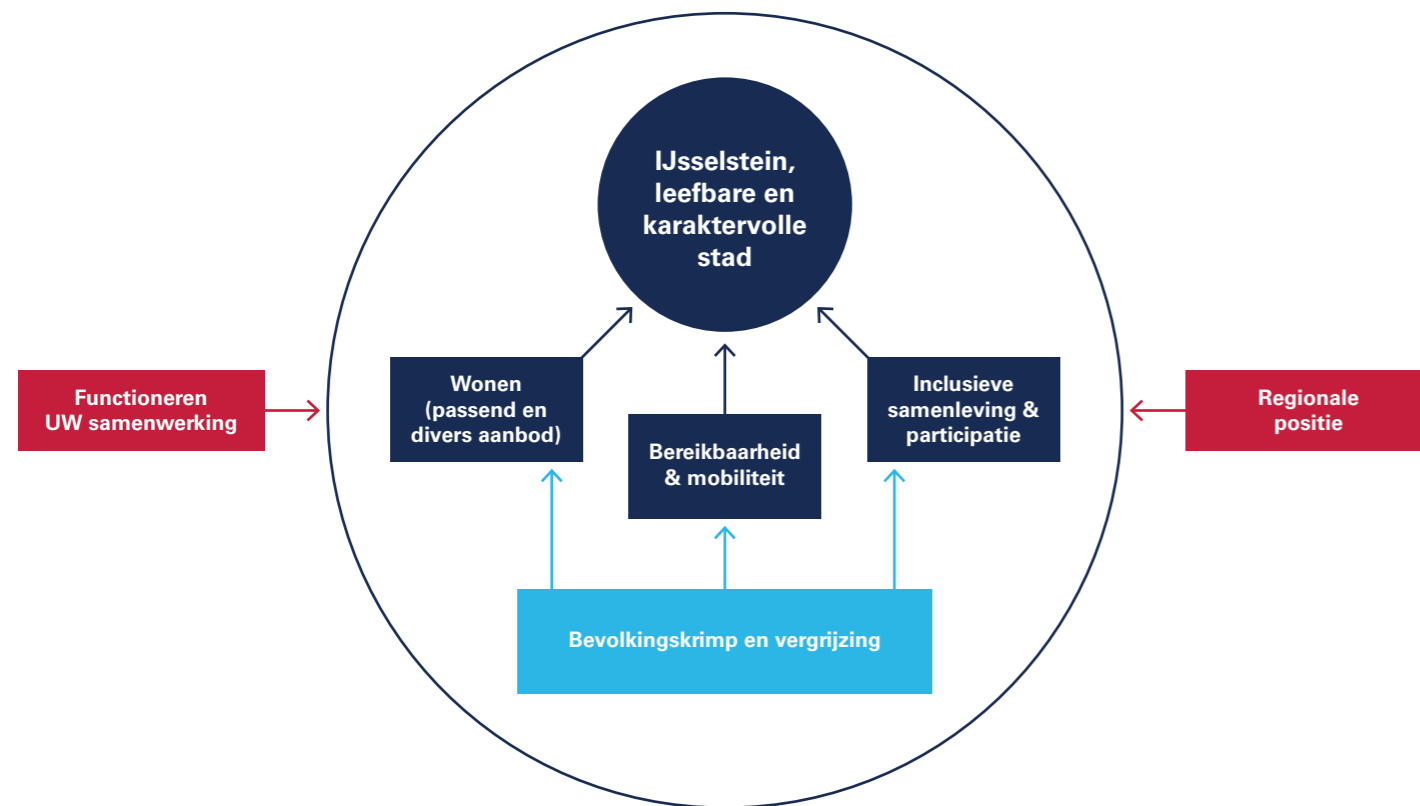 IJsselstein,
leefbare en
karaktervolle
stad
Functioneren
UW samenwerking
Wonen
(passend en
divers aanbod)
Bereikbaarheid
& mobiliteit
Inclusieve
samenleving &
participatie
Regionale
positie
Bevolkingskrimp en vergrijzing